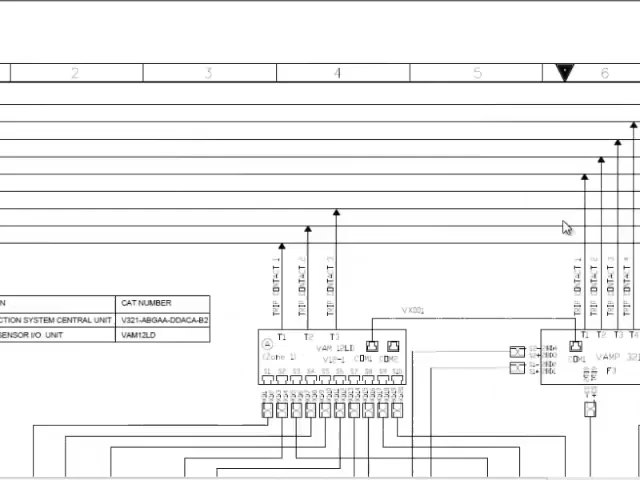 2 3 4 5 6
TRIP CONTACT 1
TRIP CONTACT 2
TRIP CONTACT 3
TRIP CONTACT 1
TRIP CONTACT 2
TRIP CONTACT 3
TRIP CONTACT 4
N CAT NUMBER
CTION SYSTEM CENTRAL UNIT V321-ABGAA-DDACA-B2
SENSOR I/O UNIT VAM12LD
VX001
T1 T2 T3
A VAM 12LD
(Zone 1) V12-1 COM1 COM2
S1 S2 S3 S4 S5 S6 S7 S8 S9 S10
T1 T2 T3 T4
VAMP 321
COM1 F3